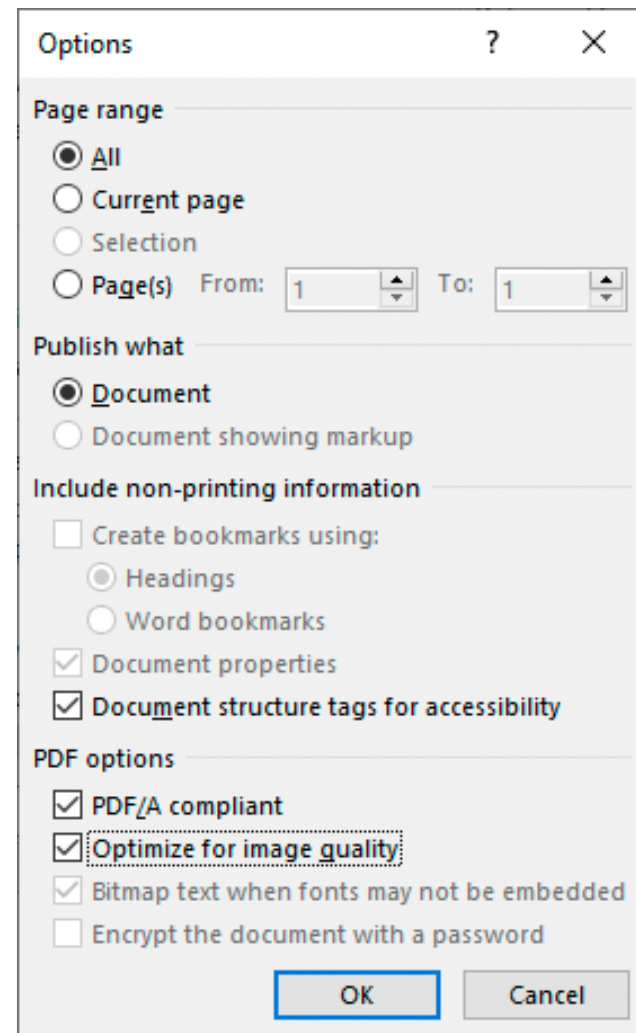 Options ?
Page range
All
Current page
Selection
Page(s) From: 1 To: 1
Publish what
Document
Document showing markup
Include non-printing information
Create bookmarks using:
Headings
Word bookmarks
Document properties
Document structure tags for accessibility
PDF options
PDF/A compliant
Optimize for image quality
Bitmap text when fonts may not be embedded
Encrypt the document with a password
OK Cancel